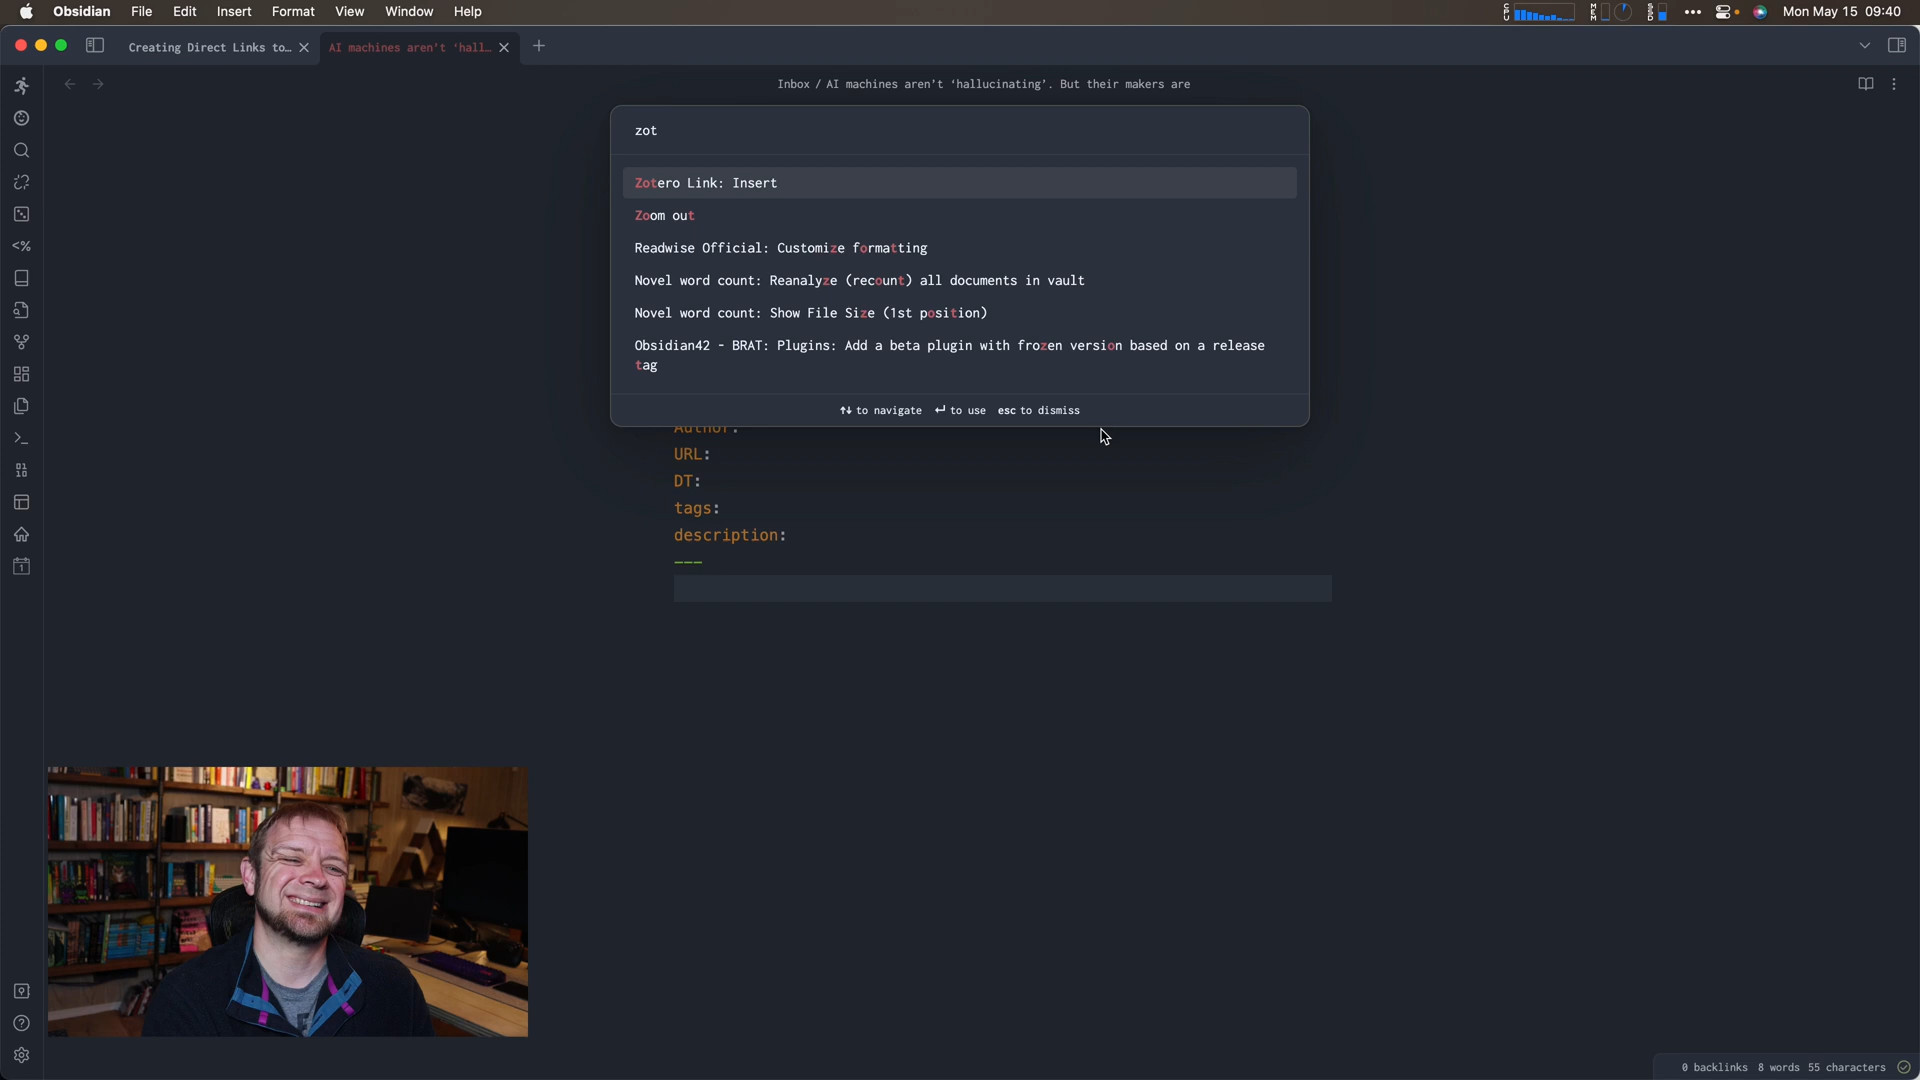 Obsidian File Edit Insert Format View Window Help
CPU MEM SSD Mon May 15 09:40
Creating Direct Links to…
AI machines aren't 'hall…
Inbox / AI machines aren’t ‘hallucinating’. But their makers are
zot
Zotero Link: Insert
Zoom out
Readwise Official: Customize formatting
Novel word count: Reanalyze (recount) all documents in vault
Novel word count: Show File Size (1st position)
Obsidian42 - BRAT: Plugins: Add a beta plugin with frozen version based on a release
tag
↑↓ to navigate ↵ to use esc to dismiss
Author:
URL:
DT:
tags:
description:
---
0 backlinks 8 words 55 characters